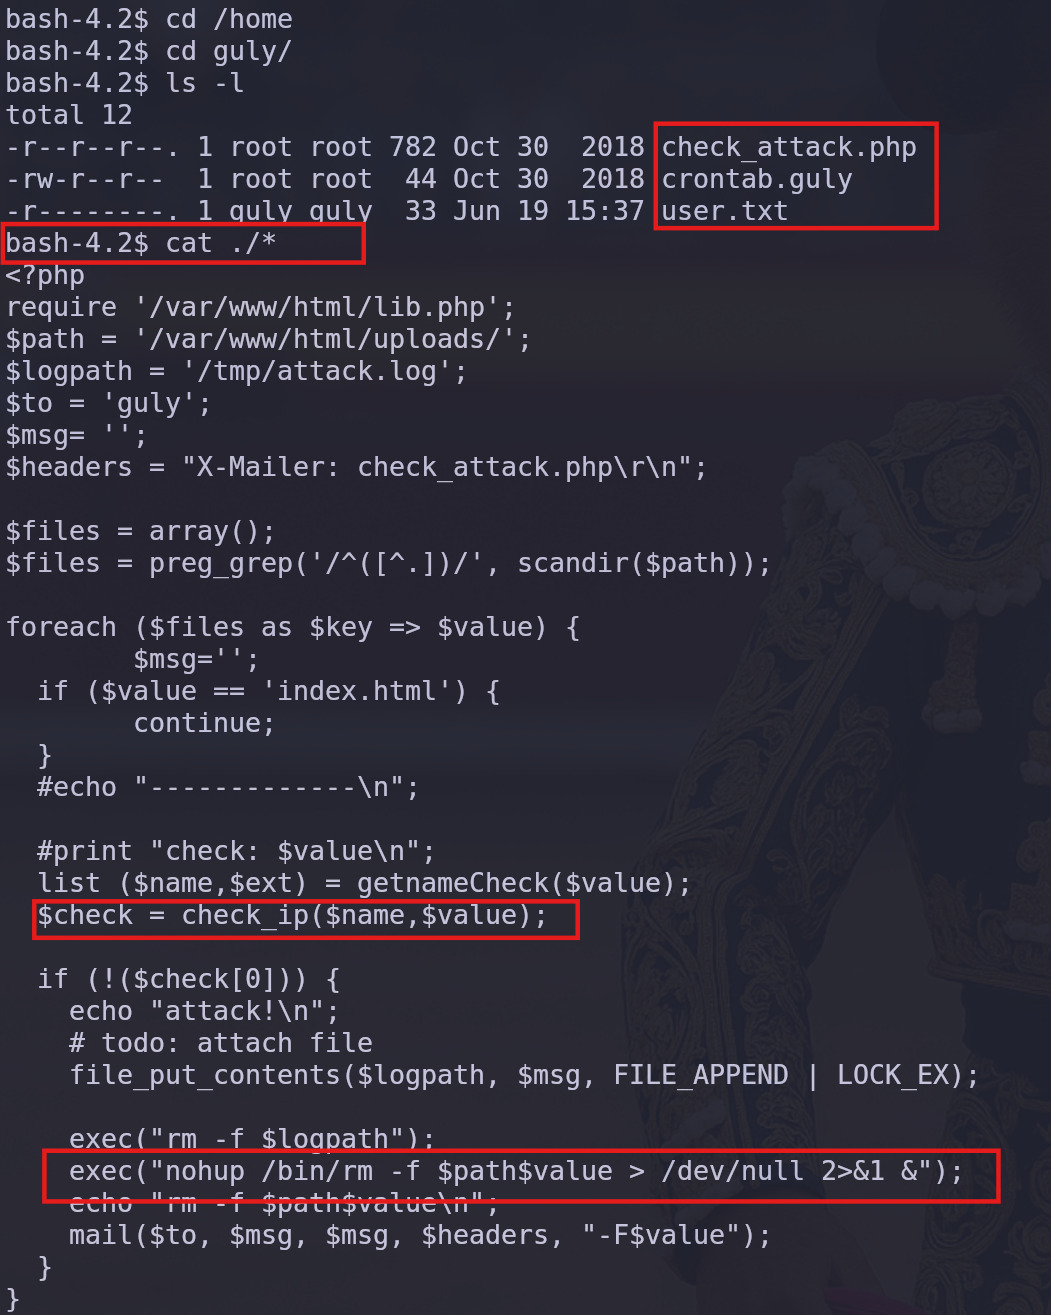 bash-4.2$ cd /home
bash-4.2$ cd guly/
bash-4.2$ ls -l
total 12
-r--r--r--. 1 root root 782 Oct 30  2018 check_attack.php
-rw-r--r--  1 root root  44 Oct 30  2018 crontab.guly
-r--------. 1 guly guly  33 Jun 19 15:37 user.txt
bash-4.2$ cat ./*
<?php
require '/var/www/html/lib.php';
$path = '/var/www/html/uploads/';
$logpath = '/tmp/attack.log';
$to = 'guly';
$msg= '';
$headers = "X-Mailer: check_attack.php\r\n";

$files = array();
$files = preg_grep('/^([^.])/', scandir($path));

foreach ($files as $key => $value) {
        $msg='';
  if ($value == 'index.html') {
        continue;
  }
  #echo "-------------\n";

  #print "check: $value\n";
  list ($name,$ext) = getnameCheck($value);
  $check = check_ip($name,$value);

  if (!($check[0])) {
    echo "attack!\n";
    # todo: attach file
    file_put_contents($logpath, $msg, FILE_APPEND | LOCK_EX);

    exec("rm -f $logpath");
    exec("nohup /bin/rm -f $path$value > /dev/null 2>&1 &");
    echo "rm -f $path$value\n";
    mail($to, $msg, $msg, $headers, "-F$value");
  }
}